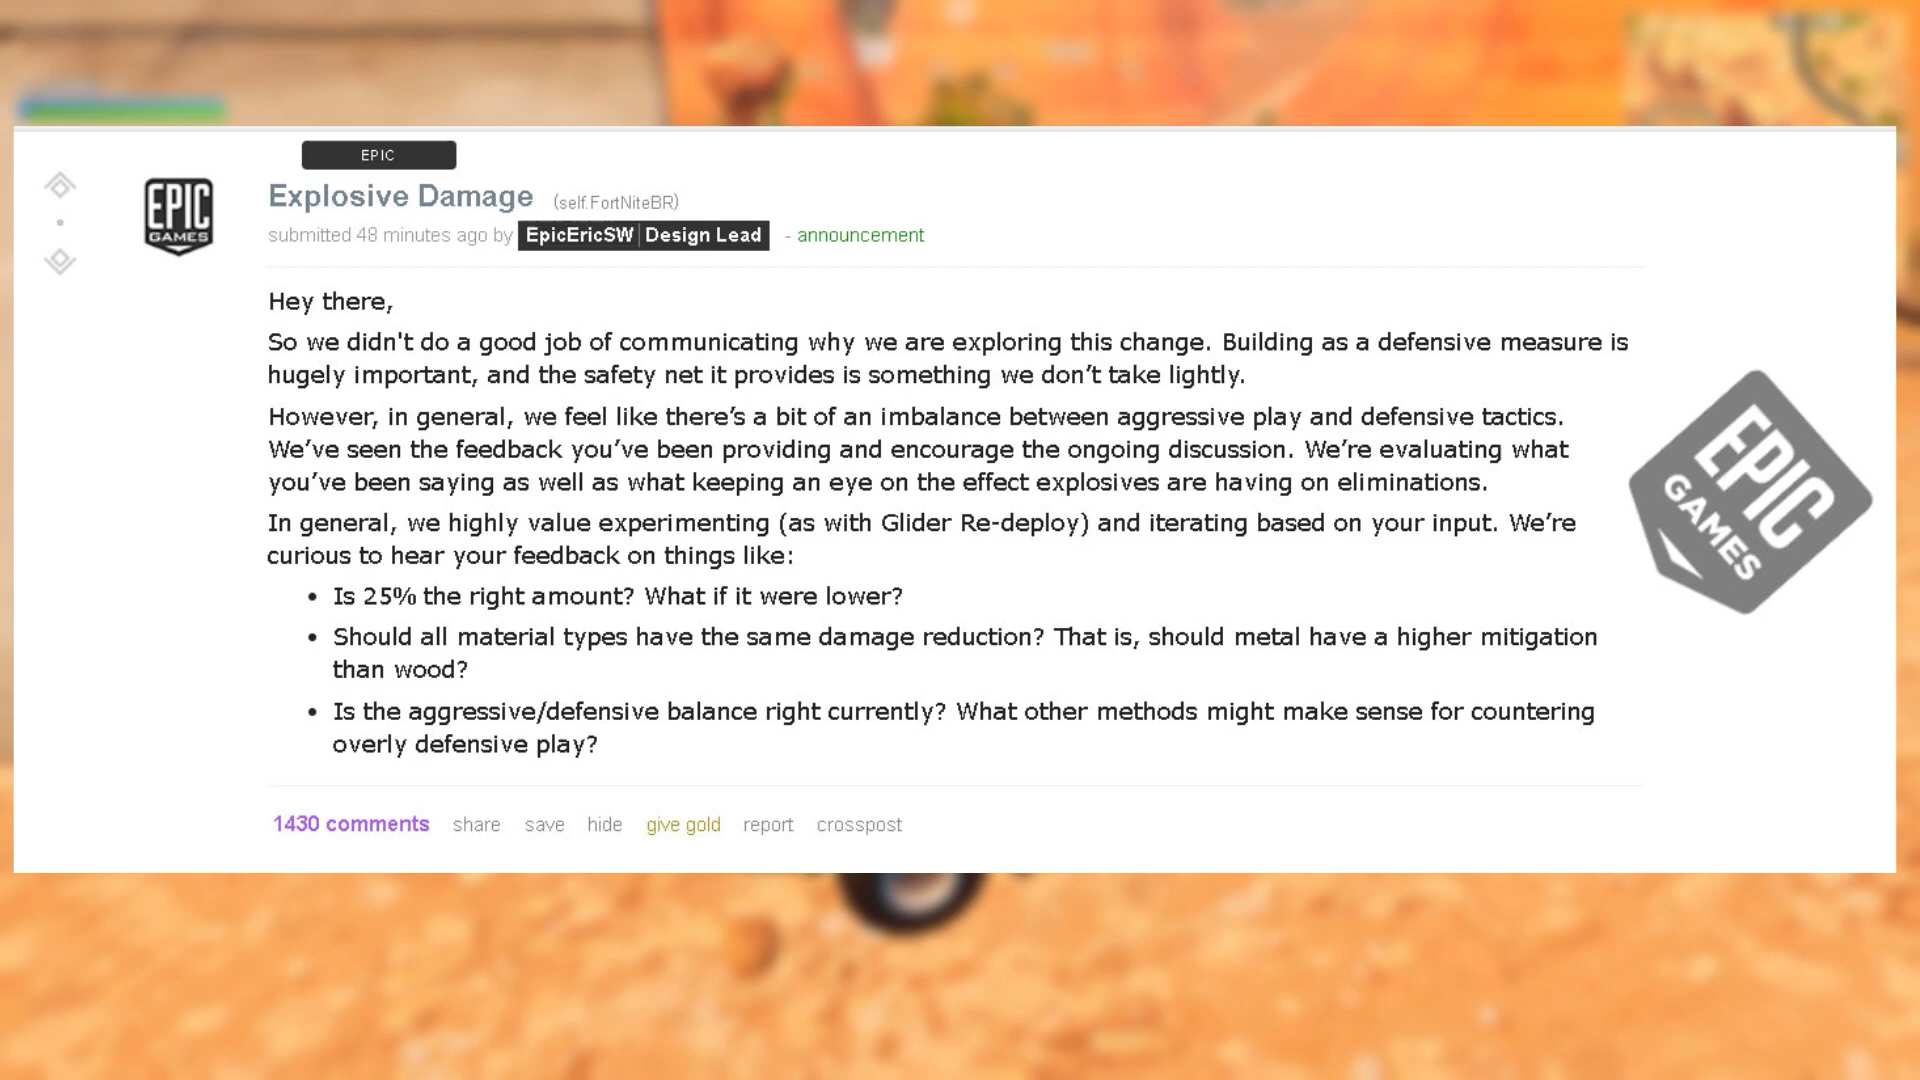 EPIC
Explosive Damage (self.FortNiteBR)
EPIC
GAMES
submitted 48 minutes ago by EpicEricSW Design Lead - announcement
Hey there,
So we didn't do a good job of communicating why we are exploring this change. Building as a defensive measure is
hugely important, and the safety net it provides is something we don’t take lightly.
However, in general, we feel like there’s a bit of an imbalance between aggressive play and defensive tactics.
We’ve seen the feedback you’ve been providing and encourage the ongoing discussion. We’re evaluating what
you’ve been saying as well as what keeping an eye on the effect explosives are having on eliminations.
EPIC
GAMES
In general, we highly value experimenting (as with Glider Re-deploy) and iterating based on your input. We’re
curious to hear your feedback on things like:
• Is 25% the right amount? What if it were lower?
• Should all material types have the same damage reduction? That is, should metal have a higher mitigation
than wood?
• Is the aggressive/defensive balance right currently? What other methods might make sense for countering
overly defensive play?
1430 comments share save hide give gold report crosspost